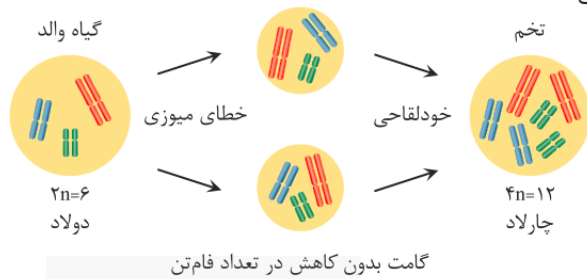 گیاه والد
تخم
خطای میوزی
خودلقاحی
۲n=۶
دولاد
۴n=۱۲
چارلاد
گامت بدون کاهش در تعداد فام‌تن